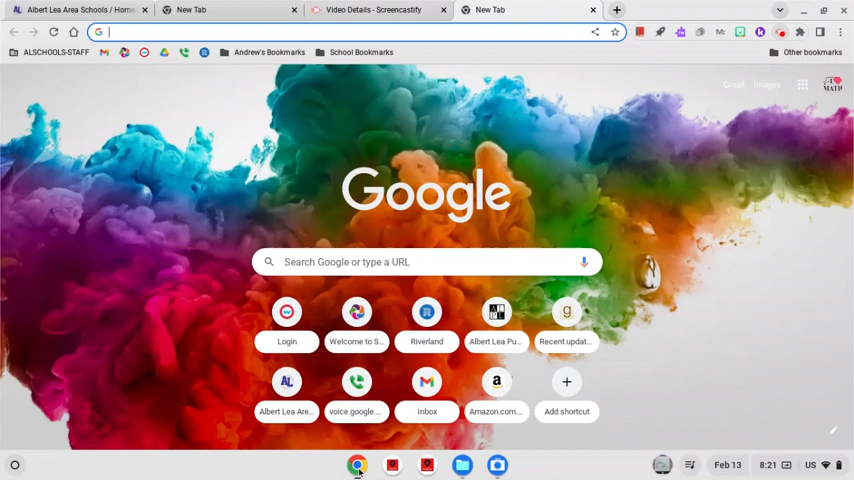 Albert Lea Area Schools / Home
New Tab
Video Details - Screencastify
New Tab
G
ALSCHOOLS-STAFF
Andrew's Bookmarks
School Bookmarks
Other bookmarks
Gmail
Images
I
MATH
Google
Search Google or type a URL
Login
Welcome to S...
Riverland
Albert Lea Pu...
Recent updat...
Albert Lea Are...
voice.google....
Inbox
Amazon.com...
Add shortcut
Feb 13
8:21
US